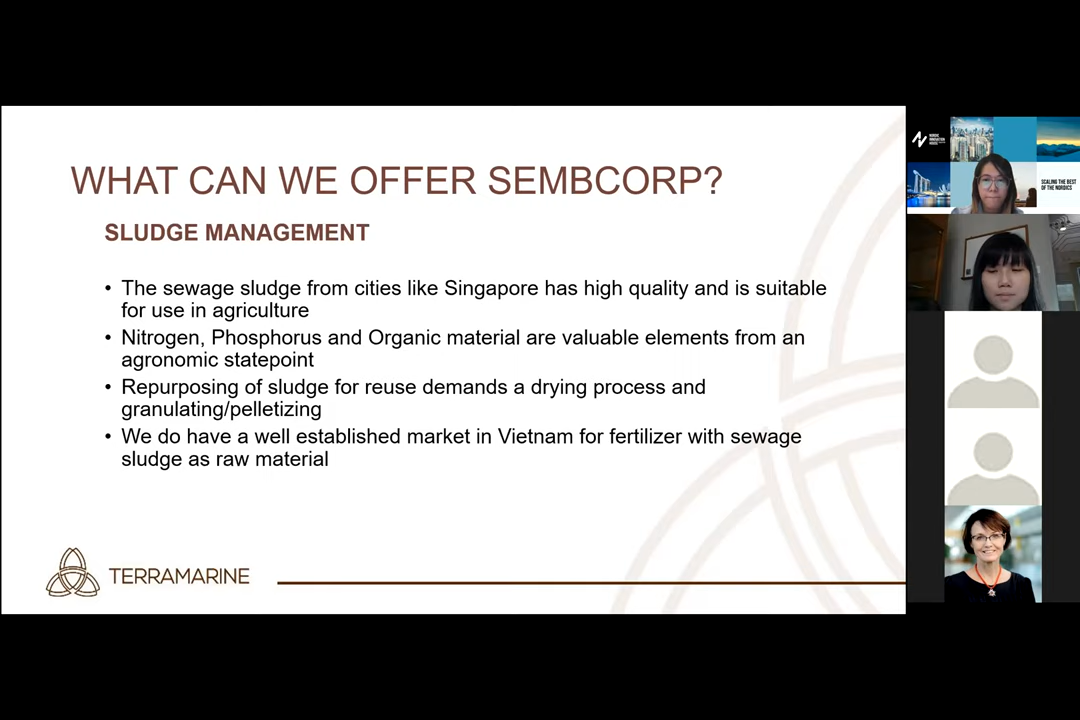 WHAT CAN WE OFFER SEMBCORP?
SLUDGE MANAGEMENT
• The sewage sludge from cities like Singapore has high quality and is suitable
for use in agriculture
• Nitrogen, Phosphorus and Organic material are valuable elements from an
agronomic statepoint
• Repurposing of sludge for reuse demands a drying process and
granulating/pelletizing
• We do have a well established market in Vietnam for fertilizer with sewage
sludge as raw material
TERRAMARINE
NORDIC
INNOVATION
HOUSE
SCALING THE BEST
OF THE NORDICS